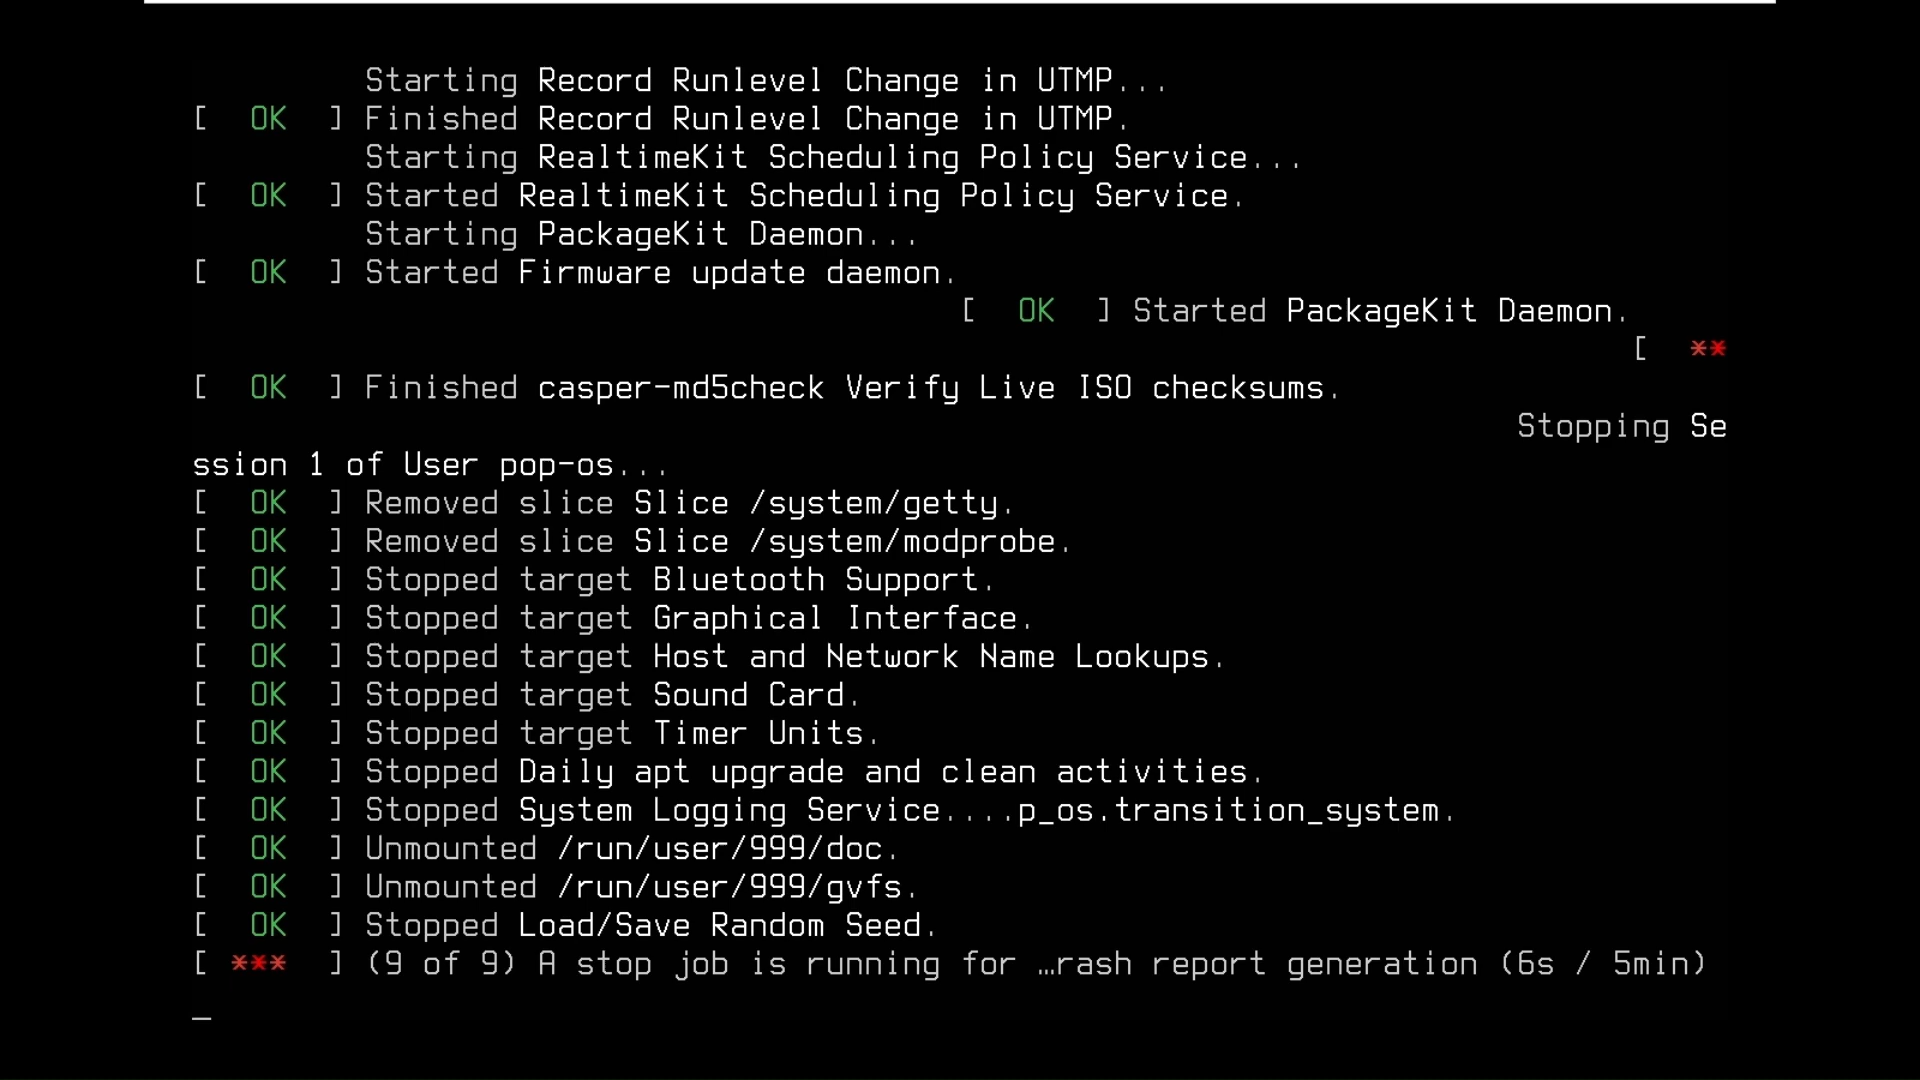 Starting Record Runlevel Change in UTMP...
[  OK  ] Finished Record Runlevel Change in UTMP.
Starting RealtimeKit Scheduling Policy Service...
[  OK  ] Started RealtimeKit Scheduling Policy Service.
Starting PackageKit Daemon...
[  OK  ] Started Firmware update daemon.
[  OK  ] Started PackageKit Daemon.
[  **
[  OK  ] Finished casper-md5check Verify Live ISO checksums.
Stopping Se
ssion 1 of User pop-os...
[  OK  ] Removed slice Slice /system/getty.
[  OK  ] Removed slice Slice /system/modprobe.
[  OK  ] Stopped target Bluetooth Support.
[  OK  ] Stopped target Graphical Interface.
[  OK  ] Stopped target Host and Network Name Lookups.
[  OK  ] Stopped target Sound Card.
[  OK  ] Stopped target Timer Units.
[  OK  ] Stopped Daily apt upgrade and clean activities.
[  OK  ] Stopped System Logging Service....p_os.transition_system.
[  OK  ] Unmounted /run/user/999/doc.
[  OK  ] Unmounted /run/user/999/gvfs.
[  OK  ] Stopped Load/Save Random Seed.
[ ***  ] (9 of 9) A stop job is running for …rash report generation (6s / 5min)
_